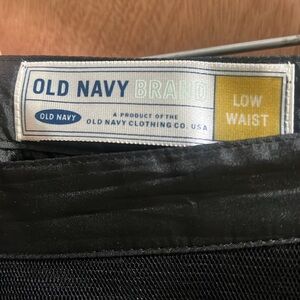 OLD NAVY BRAND
OLD NAVY
A PRODUCT OF THE
OLD NAVY CLOTHING CO. USA
LOW
WAIST